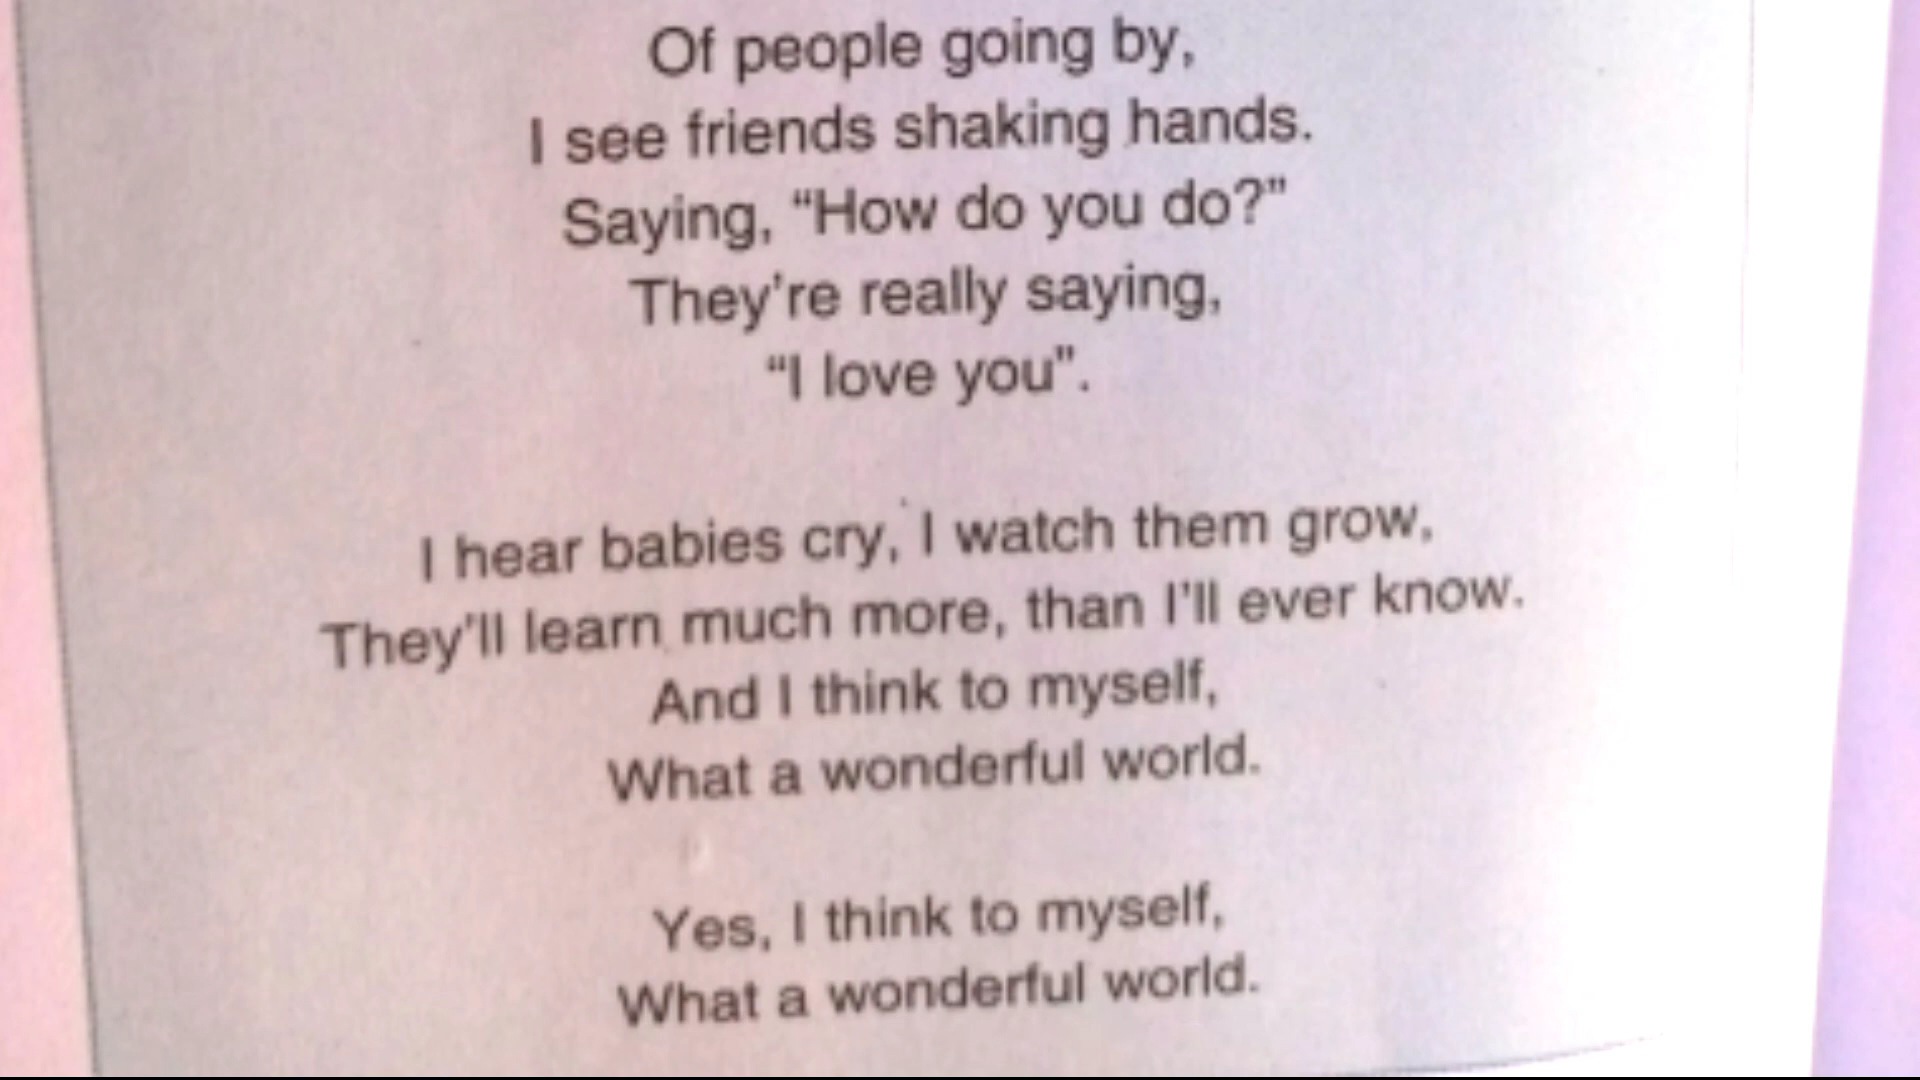 Of people going by,
I see friends shaking hands.
Saying, “How do you do?”
They're really saying,
“I love you”.
I hear babies cry, I watch them grow,
They'll learn much more, than I'll ever know.
And I think to myself,
What a wonderful world.
Yes, I think to myself,
What a wonderful world.